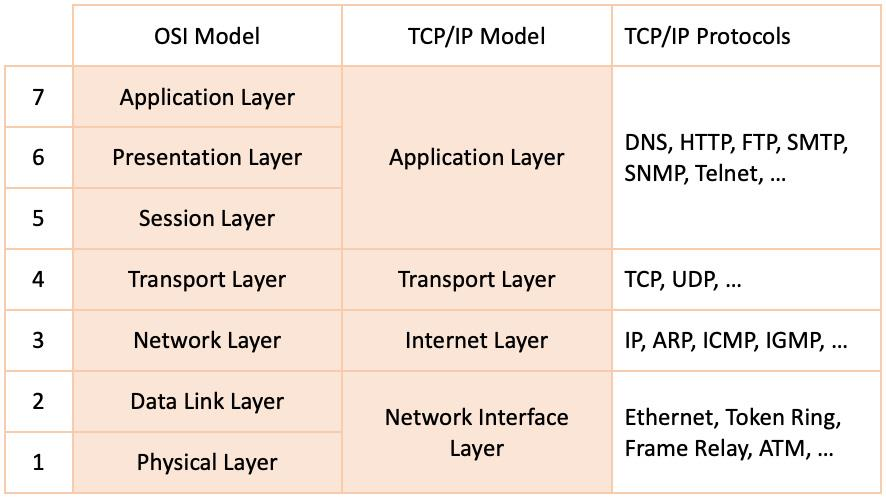 OSI Model TCP/IP Model TCP/IP Protocols
7 Application Layer
6 Presentation Layer Application Layer DNS, HTTP, FTP, SMTP,
SNMP, Telnet, …
5 Session Layer
4 Transport Layer Transport Layer TCP, UDP, …
3 Network Layer Internet Layer IP, ARP, ICMP, IGMP, …
2 Data Link Layer Network Interface Ethernet, Token Ring,
Layer Frame Relay, ATM, …
1 Physical Layer